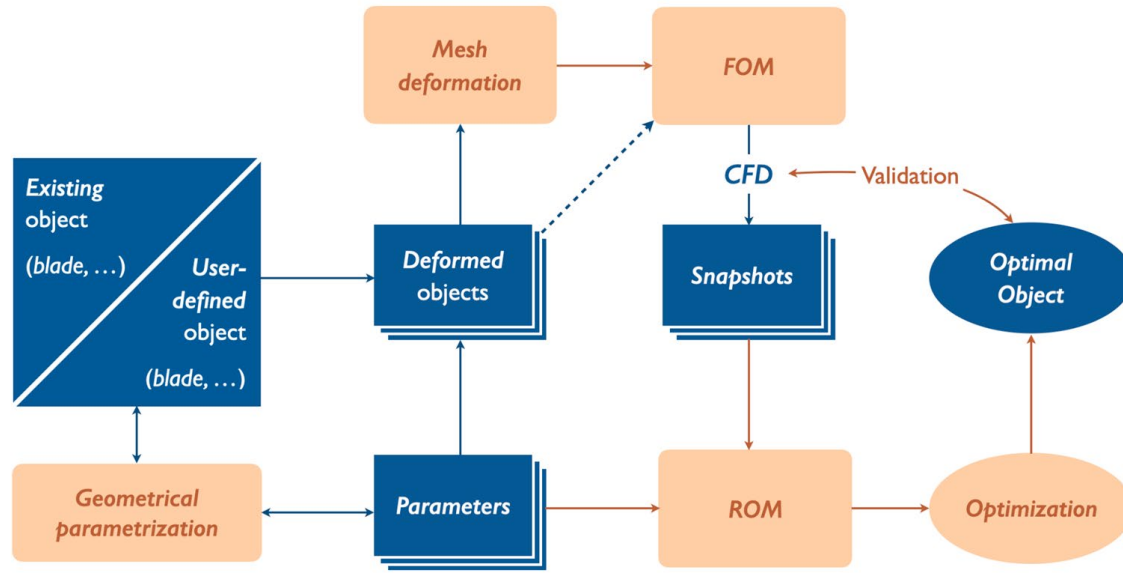 Mesh
deformation
FOM
Existing
object
(blade, …)
User-
defined
object
(blade, …)
Deformed
objects
CFD
Validation
Snapshots
Optimal
Object
Geometrical
parametrization
Parameters
ROM
Optimization